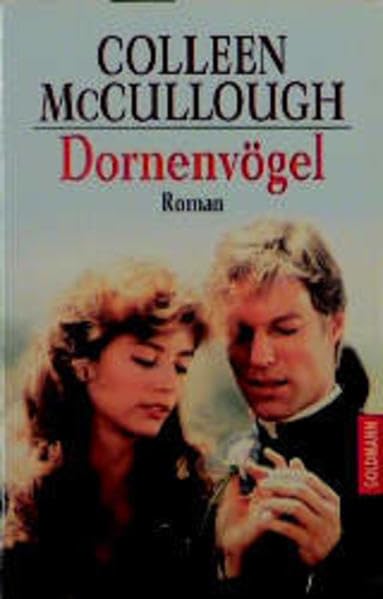 COLLEEN
McCULLOUGH
Dornenvögel
Roman
GOLDMANN